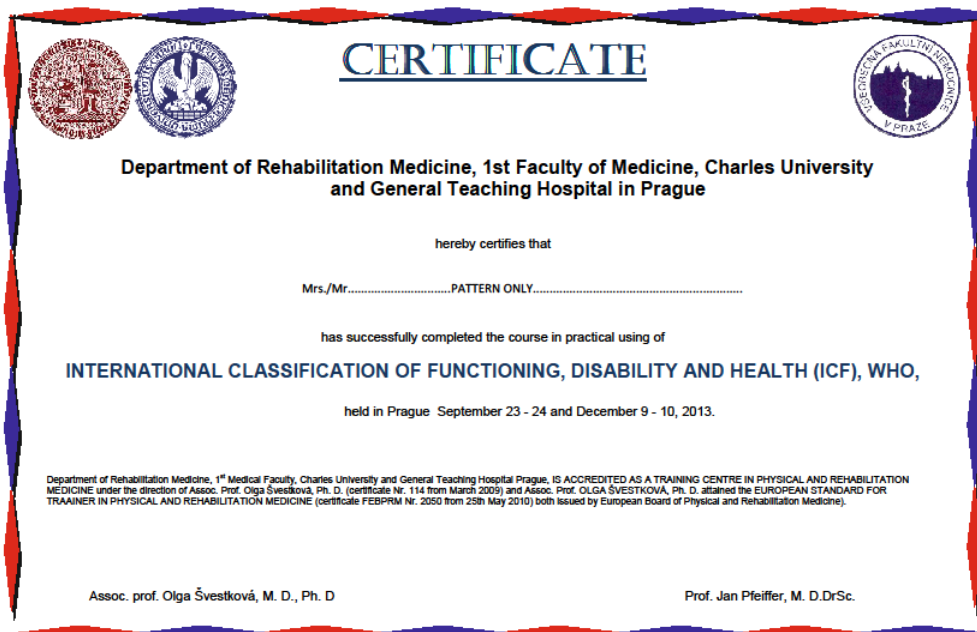 CERTIFICATE
VŠEOBECNÁ FAKULTNÍ NEMOCNICE
V PRAZE
Department of Rehabilitation Medicine, 1st Faculty of Medicine, Charles University
and General Teaching Hospital in Prague
hereby certifies that
Mrs./Mr...............................PATTERN ONLY...............................................................
has successfully completed the course in practical using of
INTERNATIONAL CLASSIFICATION OF FUNCTIONING, DISABILITY AND HEALTH (ICF), WHO,
held in Prague September 23 - 24 and December 9 - 10, 2013.
Department of Rehabilitation Medicine, 1st Medical Faculty, Charles University and General Teaching Hospital Prague, IS ACCREDITED AS A TRAINING CENTRE IN PHYSICAL AND REHABILITATION
MEDICINE under the direction of Assoc. Prof. Olga Švestková, Ph. D. (certificate Nr. 114 from March 2009) and Assoc. Prof. OLGA ŠVESTKOVÁ, Ph. D. attained the EUROPEAN STANDARD FOR
TRAAINER IN PHYSICAL AND REHABILITATION MEDICINE (certificate FEBPRM Nr. 2050 from 25th May 2010) both issued by European Board of Physical and Rehabilitation Medicine).
Assoc. prof. Olga Švestková, M. D., Ph. D
Prof. Jan Pfeiffer, M. D.DrSc.